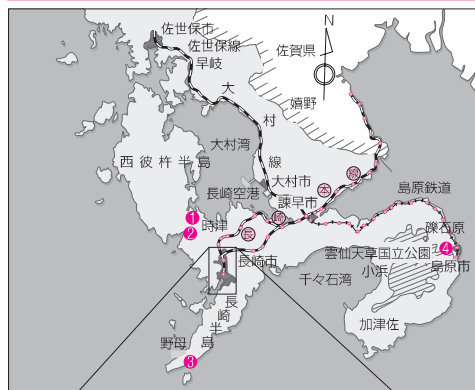 佐世保市
佐世保線
早岐
N
佐賀県
嬉野
大村線
大村湾
西彼杵半島
長崎空港
大村市
諫早市
長崎本線
島原鉄道
礫石原
1
時津
2
雲仙天草国立公園
4
島原市
小浜
千々石湾
長崎市
加津佐
長崎半島
野母
3